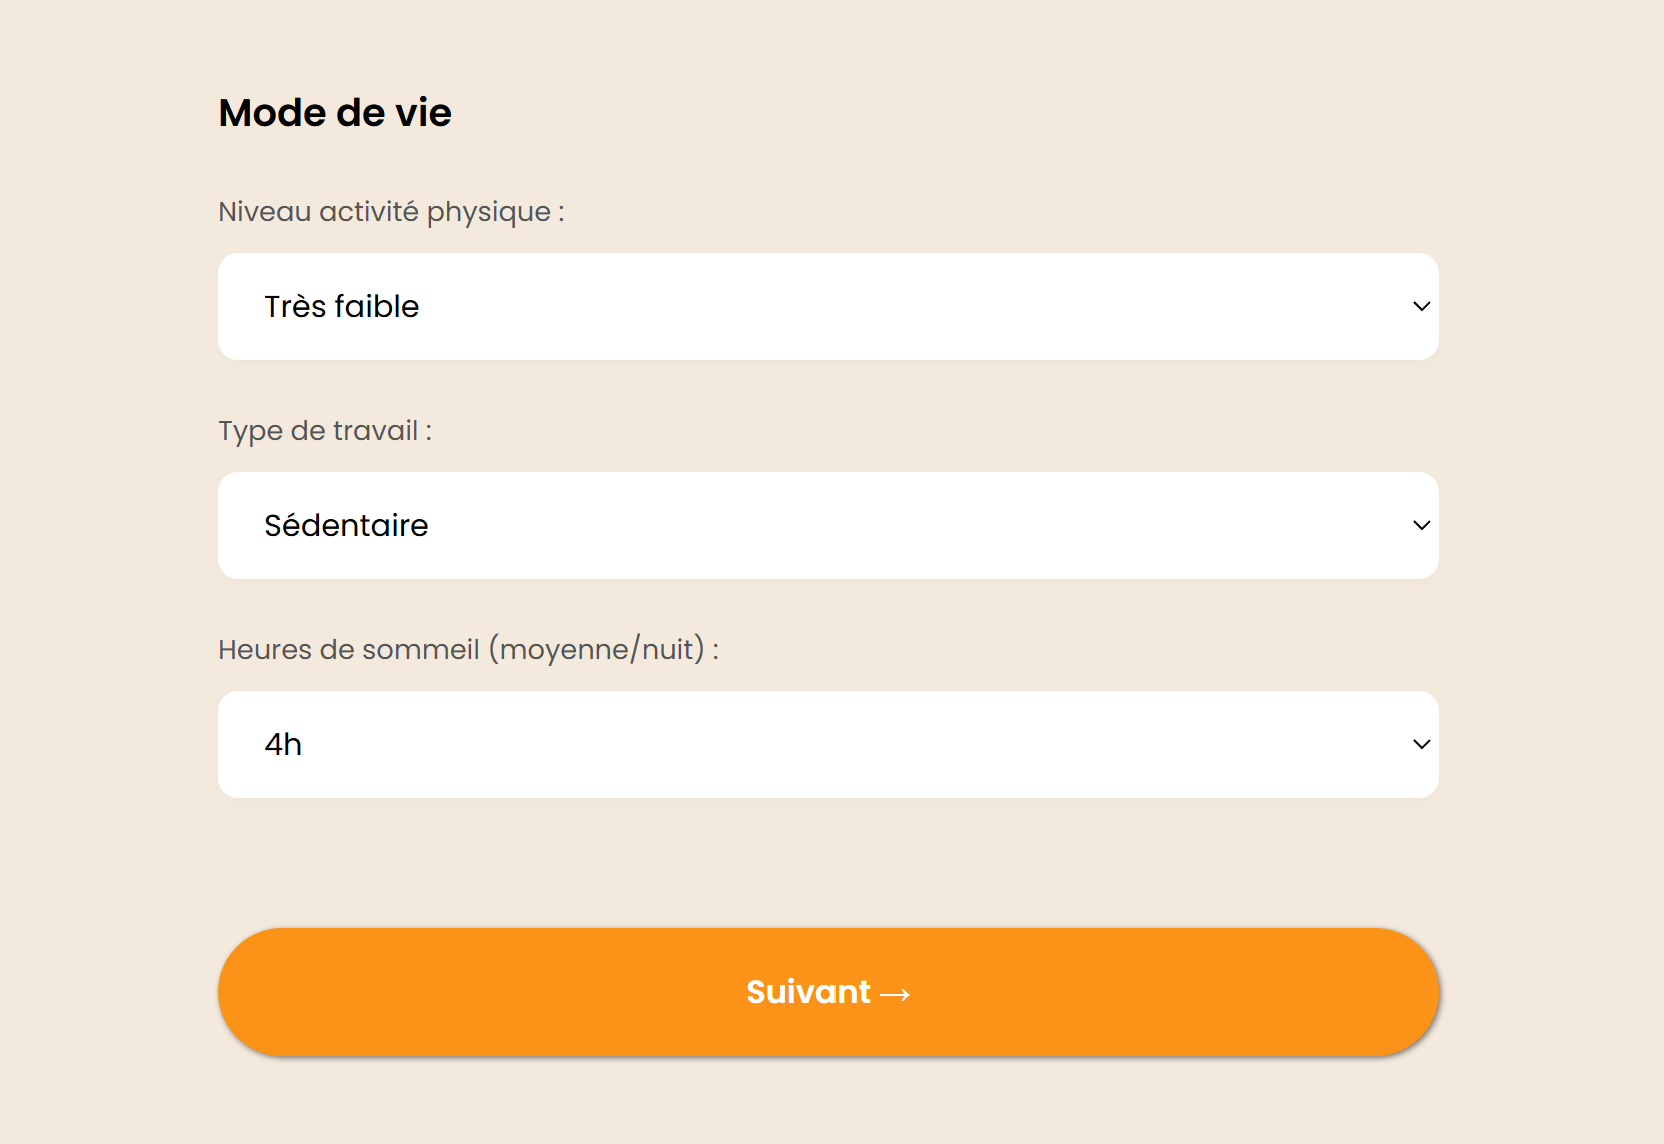 Mode de vie
Niveau activité physique :
Très faible
Type de travail :
Sédentaire
Heures de sommeil (moyenne/nuit) :
4h
Suivant →